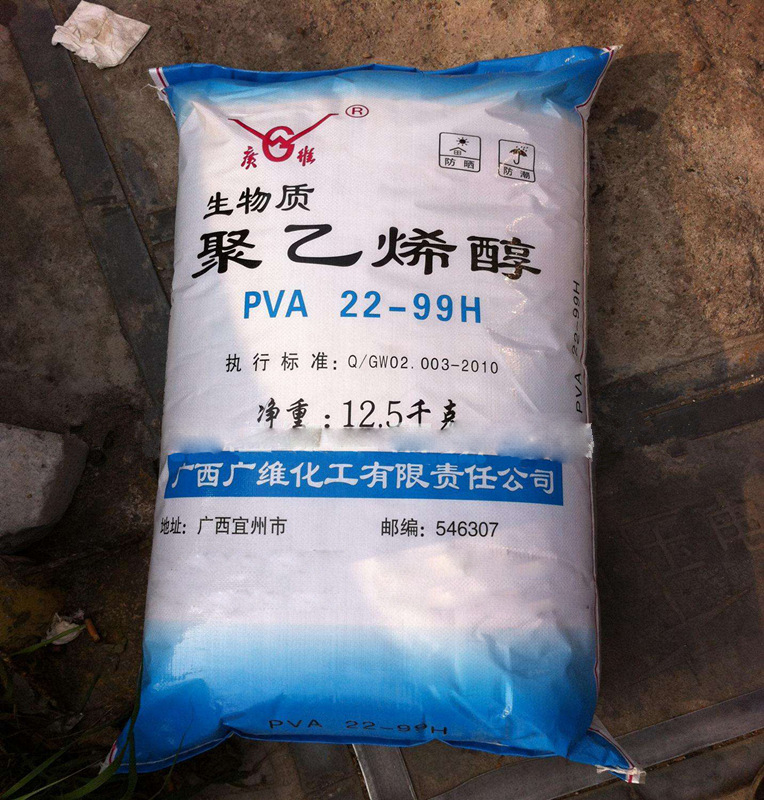 ®
廣維
防晒
防潮
生物质
聚乙烯醇
PVA 22-99H
执行标准：Q/GW02.003-2010
净重：12.5千克
广西广维化工有限责任公司
地址：广西宜州市 邮编：546307
PVA 22-99H
PVA 22-99H